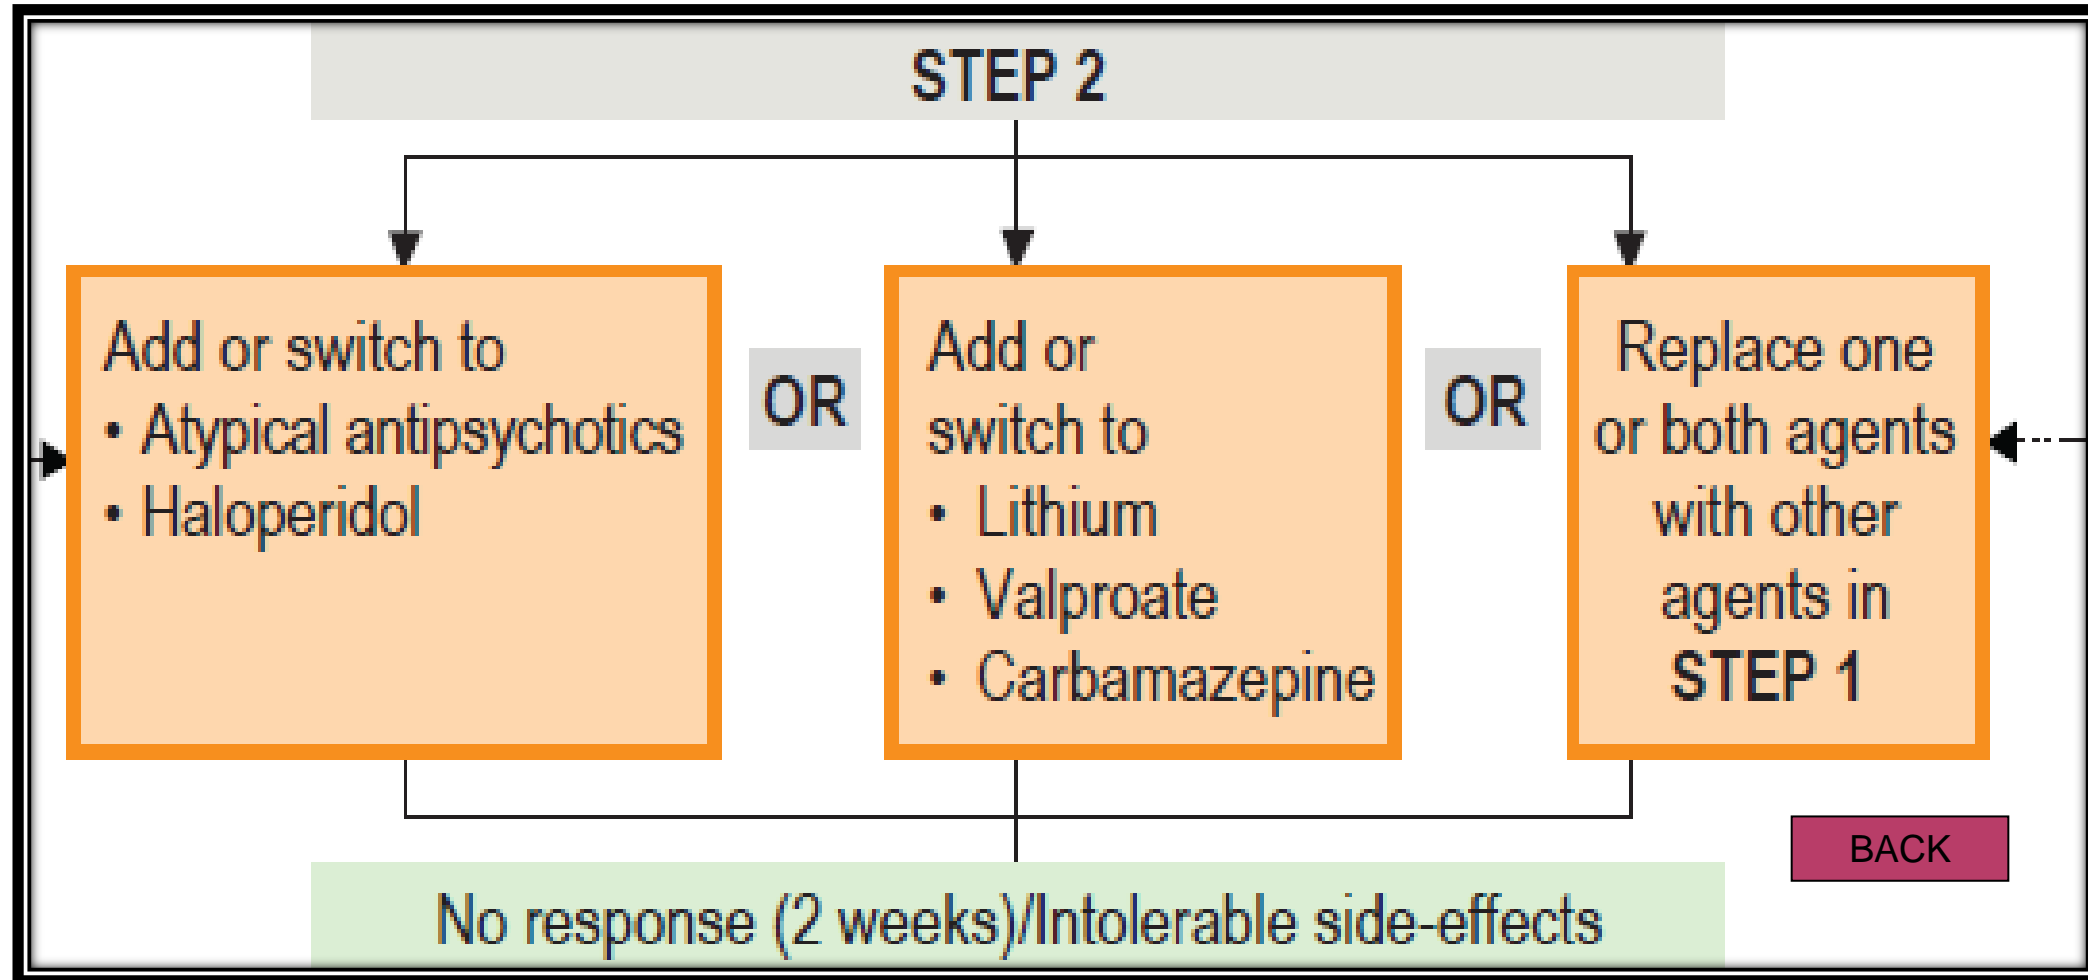 STEP 2
Add or switch to
• Atypical antipsychotics
• Haloperidol
OR
Add or
switch to
• Lithium
• Valproate
• Carbamazepine
OR
Replace one
or both agents
with other
agents in
STEP 1
BACK
No response (2 weeks)/Intolerable side-effects